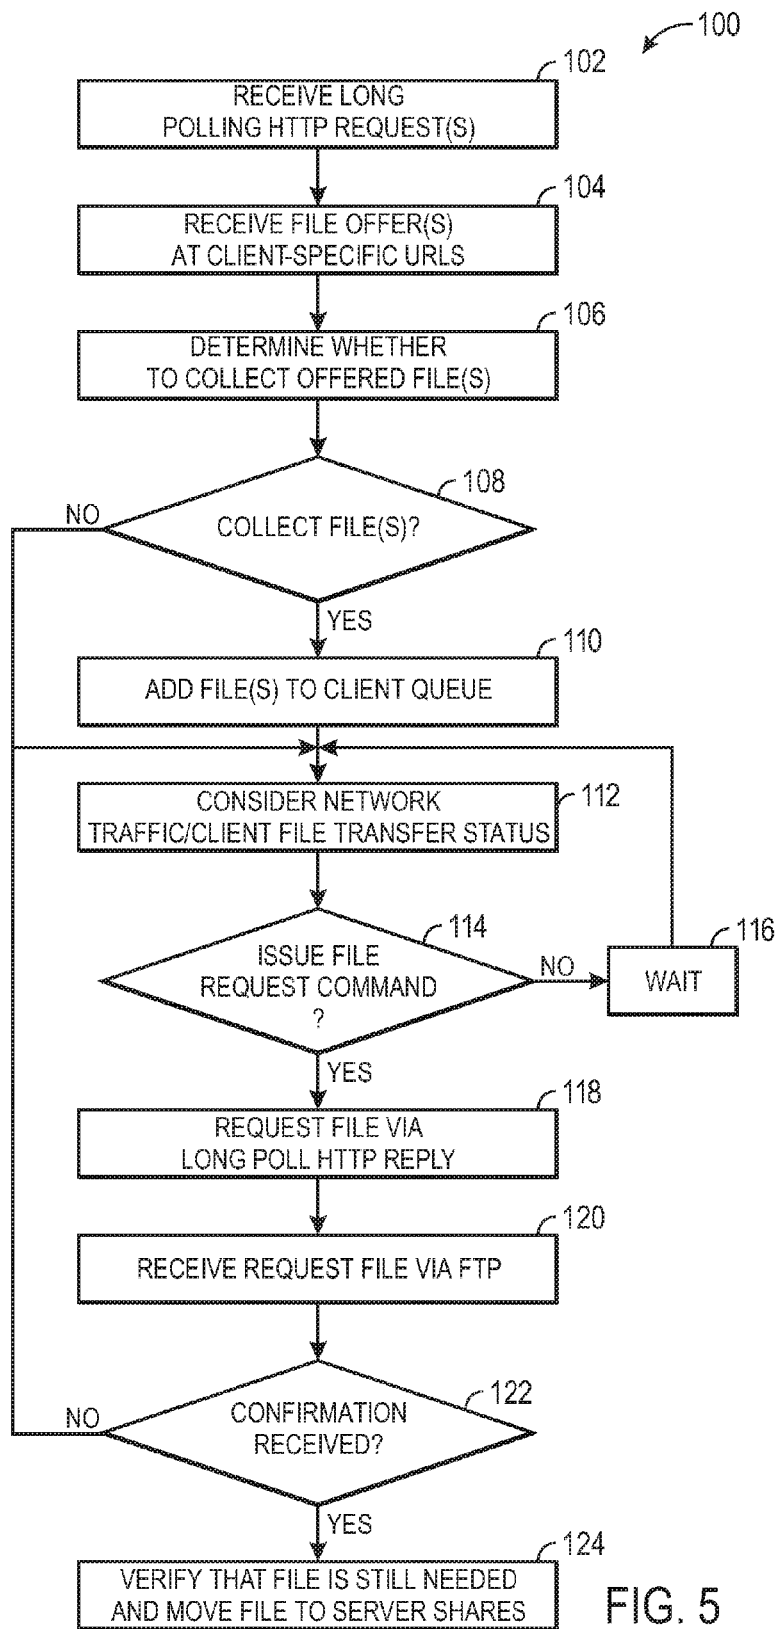 100
102
RECEIVE LONG
POLLING HTTP REQUEST(S)
104
RECEIVE FILE OFFER(S)
AT CLIENT-SPECIFIC URLS
106
DETERMINE WHETHER
TO COLLECT OFFERED FILE(S)
108
NO
COLLECT FILE(S)?
YES
110
ADD FILE(S) TO CLIENT QUEUE
112
CONSIDER NETWORK
TRAFFIC/CLIENT FILE TRANSFER STATUS
114
116
ISSUE FILE
REQUEST COMMAND
?
NO
WAIT
YES
118
REQUEST FILE VIA
LONG POLL HTTP REPLY
120
RECEIVE REQUEST FILE VIA FTP
122
NO
CONFIRMATION
RECEIVED?
YES
124
VERIFY THAT FILE IS STILL NEEDED
AND MOVE FILE TO SERVER SHARES
FIG. 5